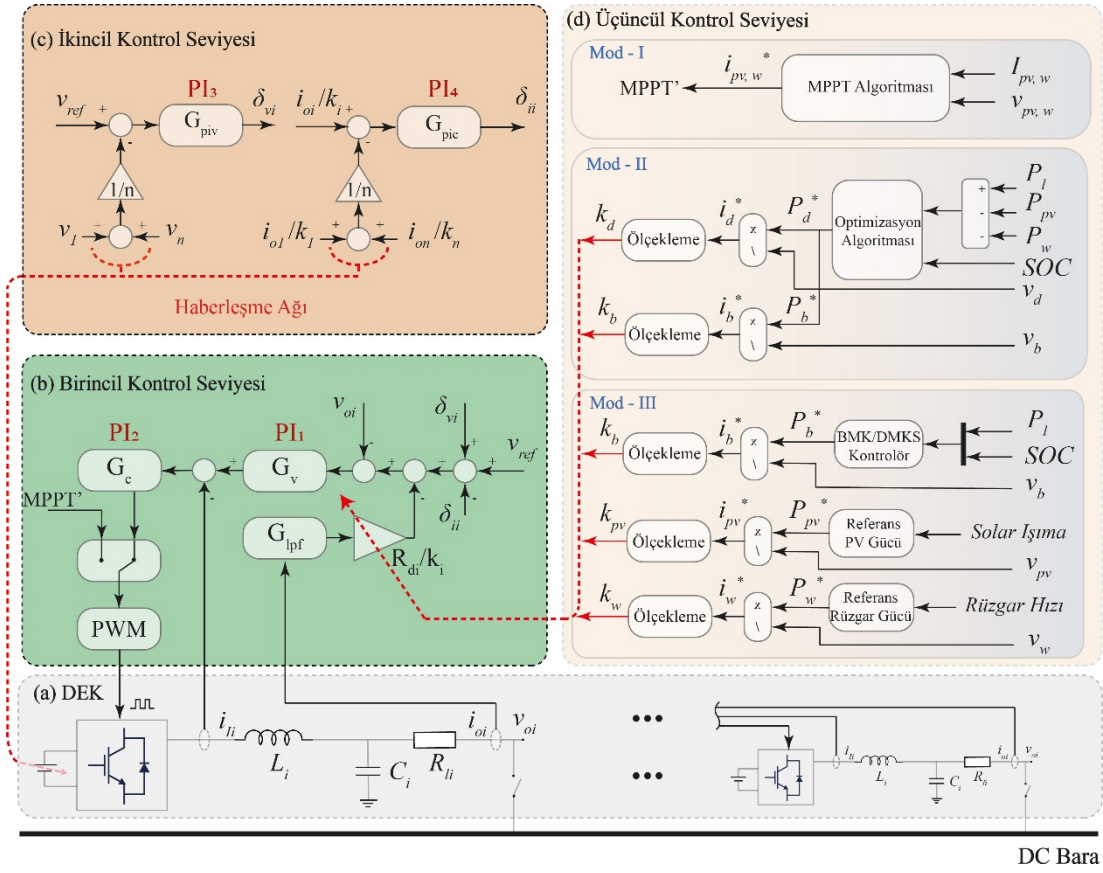 (c) İkincil Kontrol Seviyesi
PI₃
v_ref
+
-
G_piv
δ_vi
1/n
v_1
+
+
v_n
i_oi/k_i
+
-
PI₄
G_pic
δ_ii
1/n
i_o1/k_1
+
+
i_on/k_n
Haberleşme Ağı
(b) Birincil Kontrol Seviyesi
PI₂
G_c
+
-
PI₁
G_v
v_oi
-
+
-
+
δ_vi
+
+
v_ref
-
δ_ii
MPPT'
G_lpf
R_di/k_i
PWM
(d) Üçüncül Kontrol Seviyesi
Mod - I
MPPT'
i_pv, w*
MPPT Algoritması
I_pv, w
v_pv, w
Mod - II
k_d
Ölçekleme
i_d*
x
\
P_d*
Optimizasyon
Algoritması
+
-
-
P_l
P_pv
P_w
SOC
v_d
k_b
Ölçekleme
i_b*
x
\
P_b*
v_b
Mod - III
k_b
Ölçekleme
i_b*
x
\
P_b*
BMK/DMKS
Kontrolör
P_l
SOC
v_b
k_pv
Ölçekleme
i_pv*
x
\
P_pv*
Referans
PV Gücü
Solar Işıma
v_pv
k_w
Ölçekleme
i_w*
x
\
P_w*
Referans
Rüzgar Gücü
Rüzgar Hızı
v_w
(a) DEK
i_Ii
L_i
C_i
R_li
i_oi
v_oi
•••
•••
i_Ii
L_i
C_i
R_li
i_oi
v_oi
DC Bara